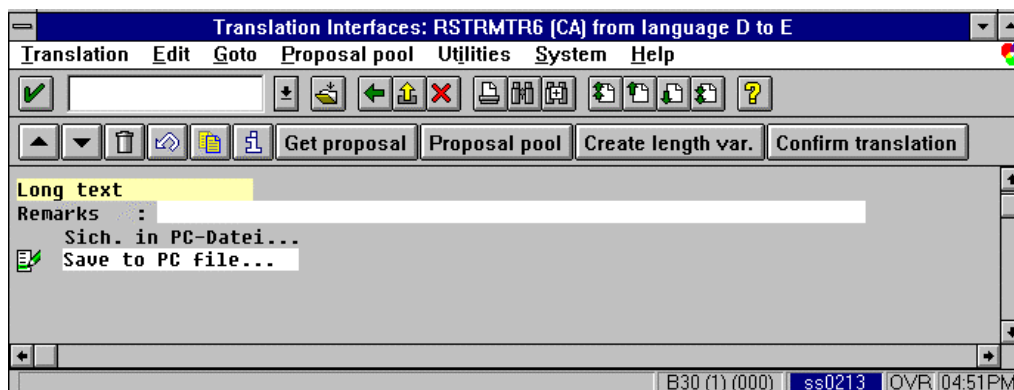 Translation Interfaces: RSTRMTR6 (CA) from language D to E
Translation Edit Goto Proposal pool Utilities System Help
Get proposal Proposal pool Create length var. Confirm translation
Long text
Remarks :
Sich. in PC-Datei...
Save to PC file...
B30 (1) (000) ss0213 OVR 04:51PM